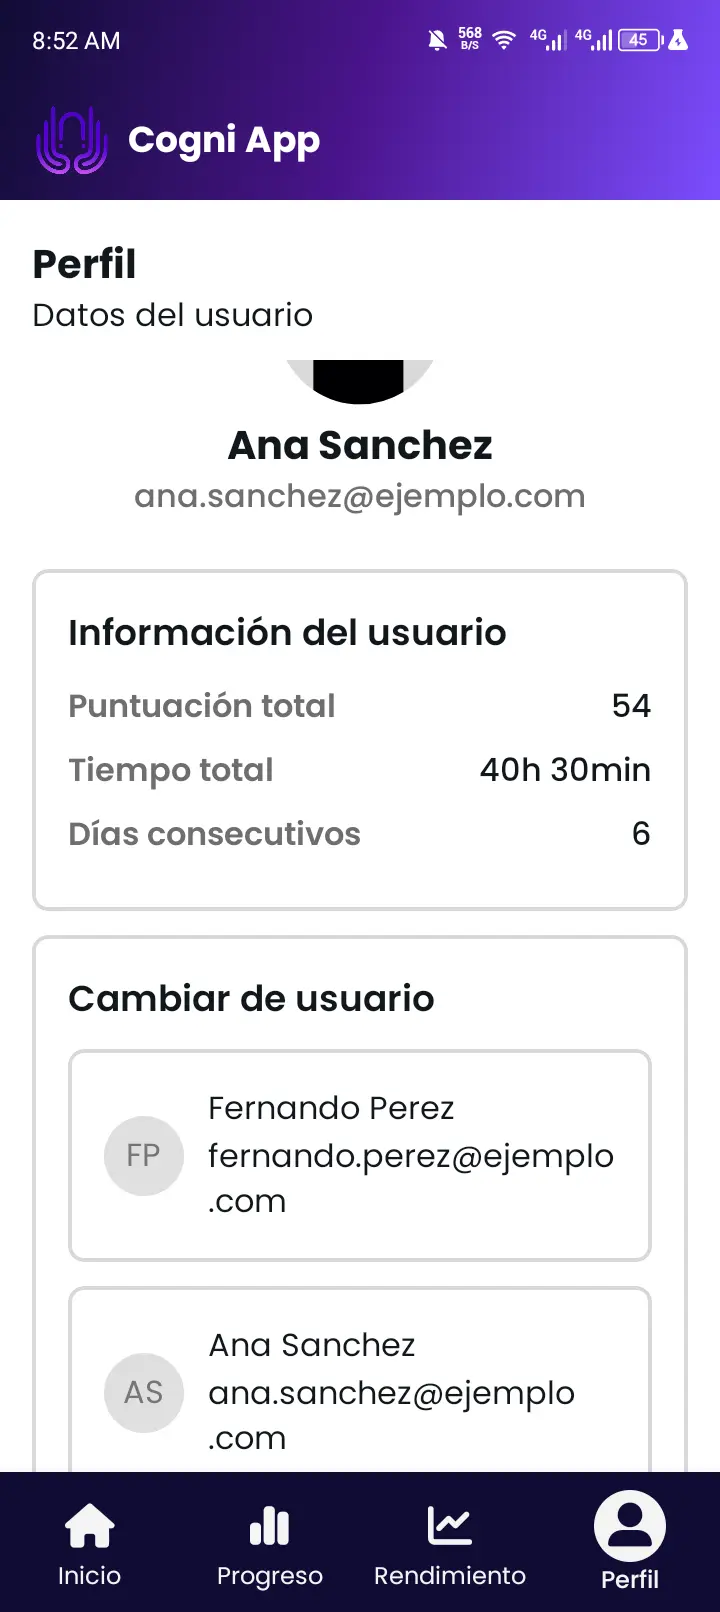 8:52 AM
568
B/S
4G
4G
45
Cogni App
Perfil
Datos del usuario
Ana Sanchez
ana.sanchez@ejemplo.com
Información del usuario
Puntuación total 54
Tiempo total 40h 30min
Días consecutivos 6
Cambiar de usuario
FP
Fernando Perez
fernando.perez@ejemplo
.com
AS
Ana Sanchez
ana.sanchez@ejemplo
.com
Inicio Progreso Rendimiento Perfil